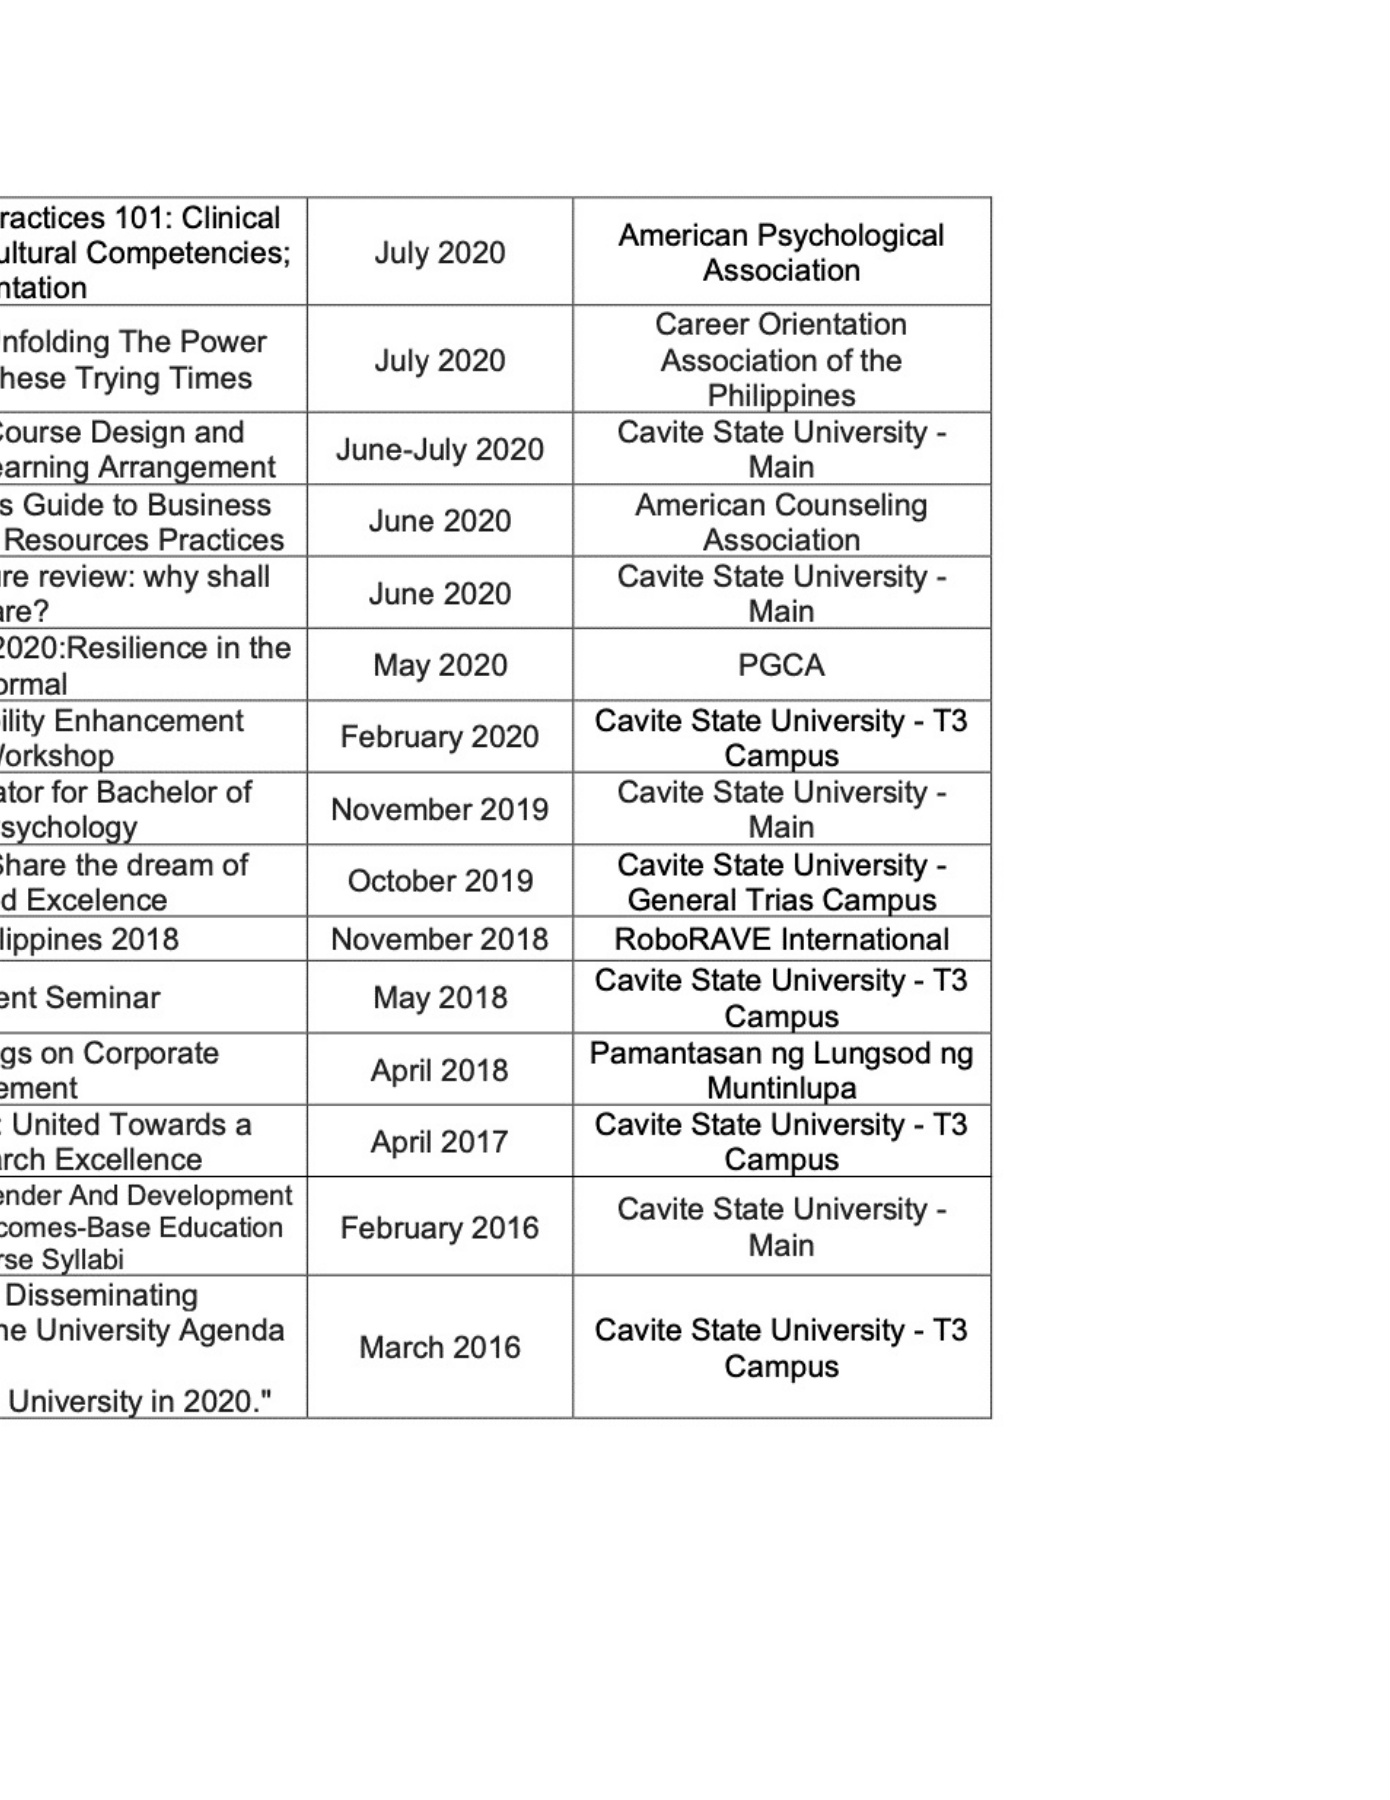 ractices 101: Clinical
ultural Competencies;
ntation
July 2020
American Psychological
Association
nfolding The Power
hese Trying Times
July 2020
Career Orientation
Association of the
Philippines
Course Design and
earning Arrangement
June-July 2020
Cavite State University -
Main
s Guide to Business
Resources Practices
June 2020
American Counseling
Association
ure review: why shall
are?
June 2020
Cavite State University -
Main
2020:Resilience in the
ormal
May 2020
PGCA
ility Enhancement
Workshop
February 2020
Cavite State University - T3
Campus
ator for Bachelor of
sychology
November 2019
Cavite State University -
Main
Share the dream of
d Excelence
October 2019
Cavite State University -
General Trias Campus
lippines 2018
November 2018
RoboRAVE International
ent Seminar
May 2018
Cavite State University - T3
Campus
gs on Corporate
ement
April 2018
Pamantasan ng Lungsod ng
Muntinlupa
: United Towards a
arch Excellence
April 2017
Cavite State University - T3
Campus
ender And Development
comes-Base Education
rse Syllabi
February 2016
Cavite State University -
Main
Disseminating
he University Agenda
University in 2020."
March 2016
Cavite State University - T3
Campus